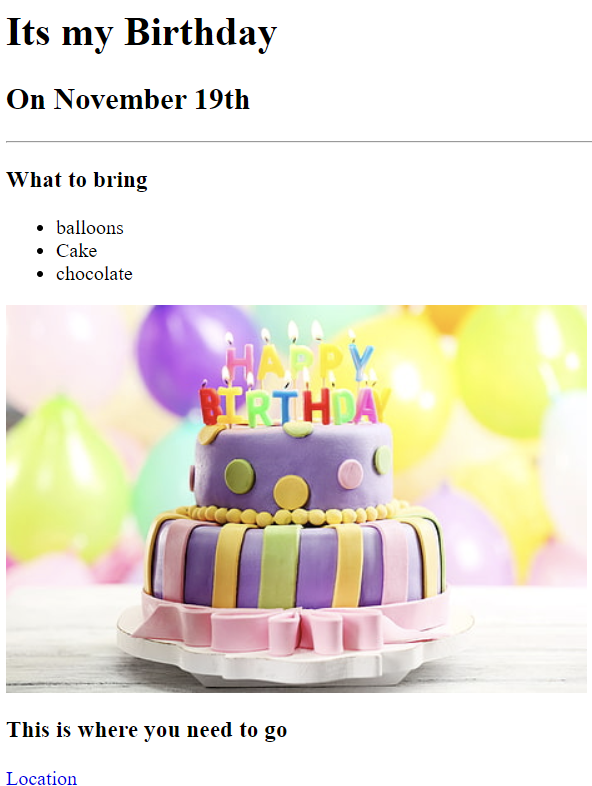 Its my Birthday
On November 19th
What to bring
balloons
Cake
chocolate
HAPPY
BIRTHDAY
This is where you need to go
Location